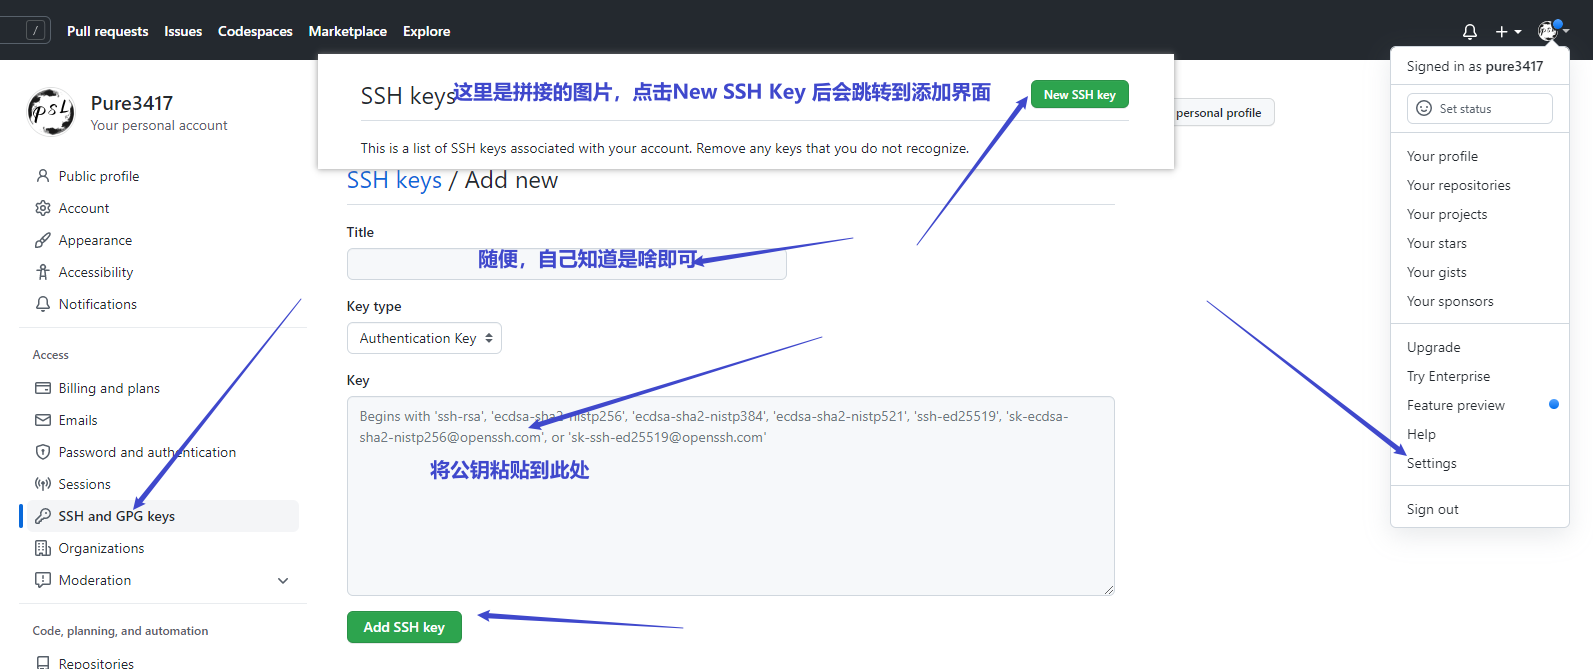 /
Pull requests Issues Codespaces Marketplace Explore
Signed in as pure3417
Set status
Your profile
Your repositories
Your projects
Your stars
Your gists
Your sponsors
Upgrade
Try Enterprise
Feature preview
Help
Settings
Sign out
Pure3417
Your personal account
personal profile
Public profile
Account
Appearance
Accessibility
Notifications
Access
Billing and plans
Emails
Password and authentication
Sessions
SSH and GPG keys
Organizations
Moderation
Code, planning, and automation
Repositories
SSH keys
这里是拼接的图片，点击New SSH Key 后会跳转到添加界面
New SSH key
This is a list of SSH keys associated with your account. Remove any keys that you do not recognize.
SSH keys / Add new
Title
随便，自己知道是啥即可
Key type
Authentication Key
Key
Begins with 'ssh-rsa', 'ecdsa-sha2-nistp256', 'ecdsa-sha2-nistp384', 'ecdsa-sha2-nistp521', 'ssh-ed25519', 'sk-ecdsa-
sha2-nistp256@openssh.com', or 'sk-ssh-ed25519@openssh.com'
将公钥粘贴到此处
Add SSH key